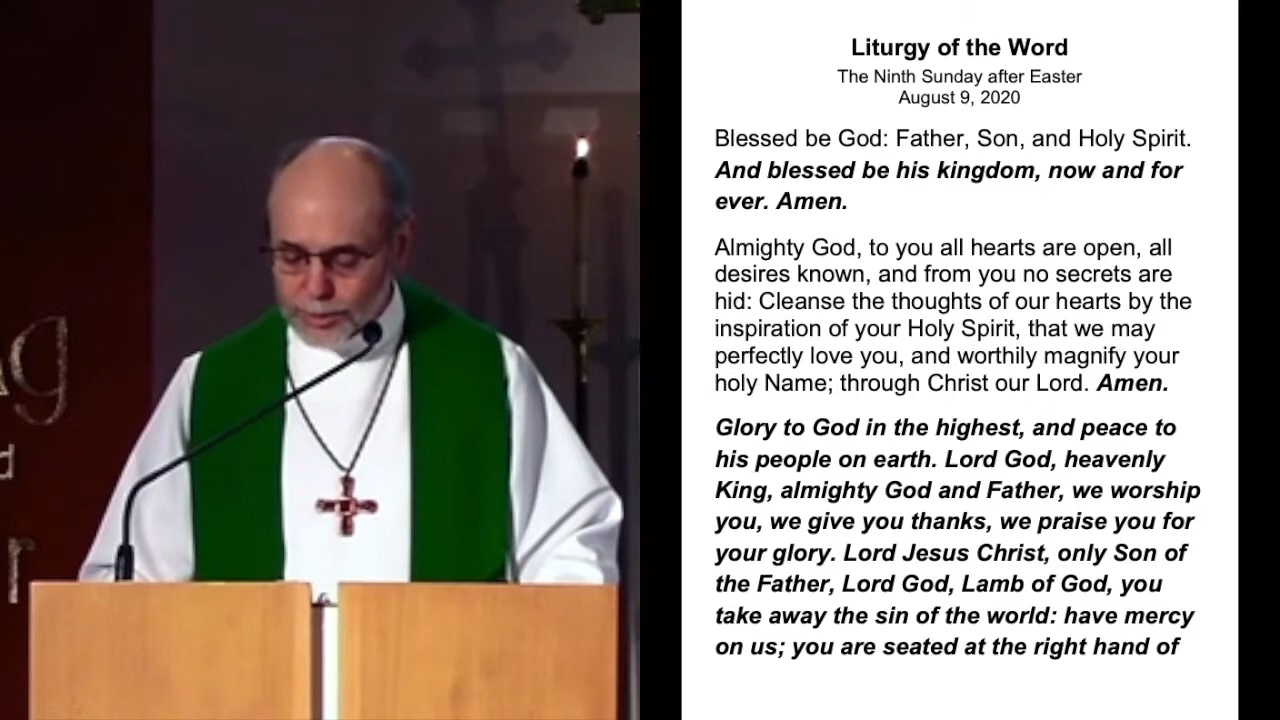 ng
d
r
Liturgy of the Word
The Ninth Sunday after Easter
August 9, 2020
Blessed be God: Father, Son, and Holy Spirit.
And blessed be his kingdom, now and for
ever. Amen.
Almighty God, to you all hearts are open, all
desires known, and from you no secrets are
hid: Cleanse the thoughts of our hearts by the
inspiration of your Holy Spirit, that we may
perfectly love you, and worthily magnify your
holy Name; through Christ our Lord. Amen.
Glory to God in the highest, and peace to
his people on earth. Lord God, heavenly
King, almighty God and Father, we worship
you, we give you thanks, we praise you for
your glory. Lord Jesus Christ, only Son of
the Father, Lord God, Lamb of God, you
take away the sin of the world: have mercy
on us; you are seated at the right hand of